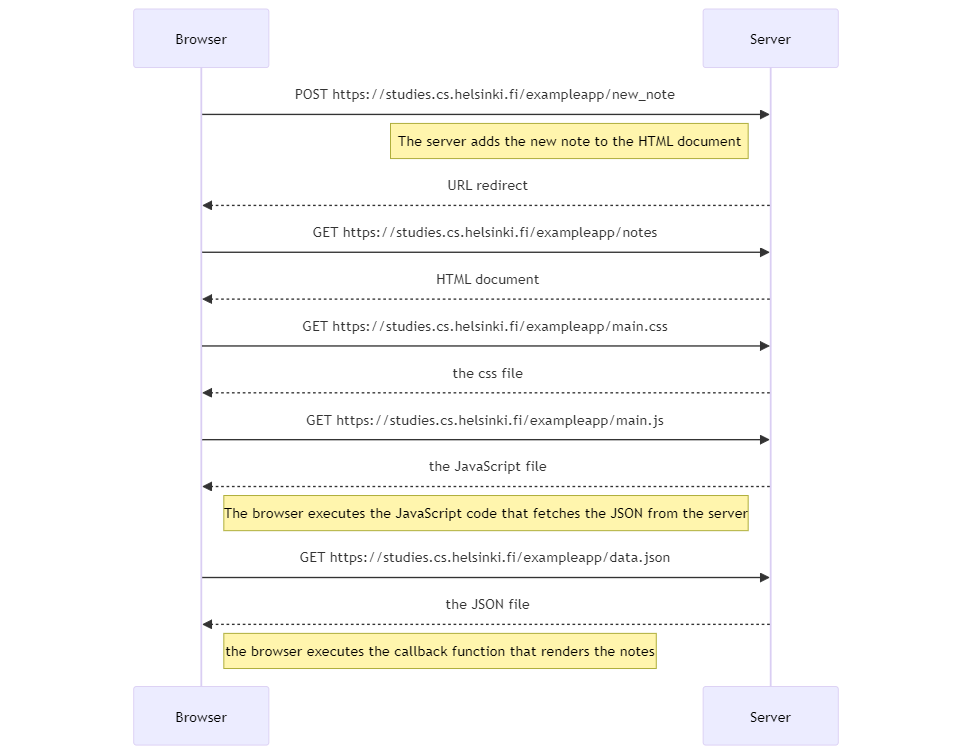 Browser
Server
POST https://studies.cs.helsinki.fi/exampleapp/new_note
The server adds the new note to the HTML document
URL redirect
GET https://studies.cs.helsinki.fi/exampleapp/notes
HTML document
GET https://studies.cs.helsinki.fi/exampleapp/main.css
the css file
GET https://studies.cs.helsinki.fi/exampleapp/main.js
the JavaScript file
The browser executes the JavaScript code that fetches the JSON from the server
GET https://studies.cs.helsinki.fi/exampleapp/data.json
the JSON file
the browser executes the callback function that renders the notes
Browser
Server